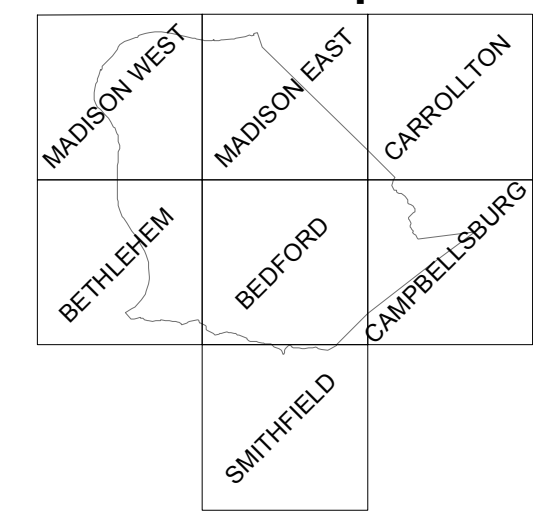 MADISON WEST
MADISON EAST
CARROLLTON
BETHLEHEM
BEDFORD
CAMPBELLSBURG
SMITHFIELD